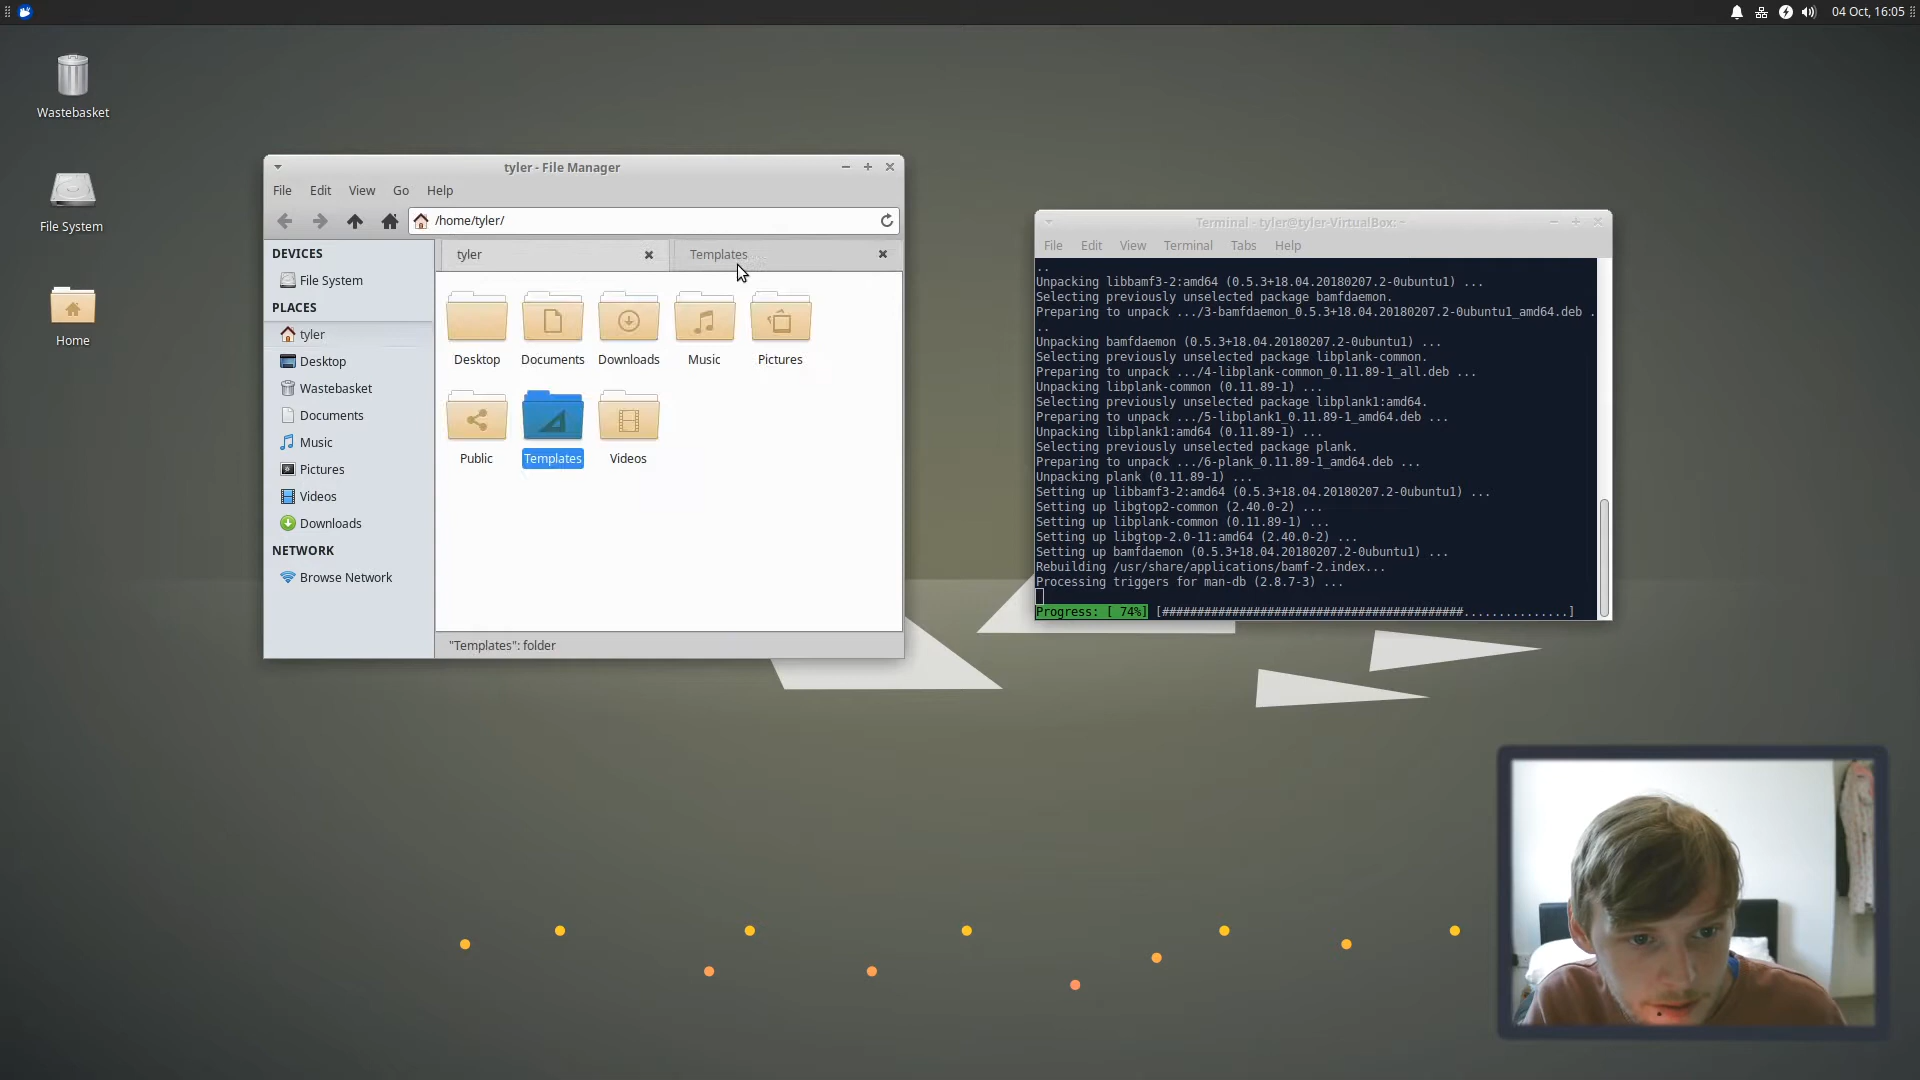 04 Oct, 16:05
Wastebasket
File System
Home
tyler - File Manager
File Edit View Go Help
/home/tyler/
DEVICES
File System
PLACES
tyler
Desktop
Wastebasket
Documents
Music
Pictures
Videos
Downloads
NETWORK
Browse Network
tyler
Templates
Desktop Documents Downloads Music Pictures
Public Templates Videos
"Templates": folder
Terminal - tyler@tyler-VirtualBox: ~
File Edit View Terminal Tabs Help
..
Unpacking libbamf3-2:amd64 (0.5.3+18.04.20180207.2-0ubuntu1) ...
Selecting previously unselected package bamfdaemon.
Preparing to unpack .../3-bamfdaemon_0.5.3+18.04.20180207.2-0ubuntu1_amd64.deb .
..
Unpacking bamfdaemon (0.5.3+18.04.20180207.2-0ubuntu1) ...
Selecting previously unselected package libplank-common.
Preparing to unpack .../4-libplank-common_0.11.89-1_all.deb ...
Unpacking libplank-common (0.11.89-1) ...
Selecting previously unselected package libplank1:amd64.
Preparing to unpack .../5-libplank1_0.11.89-1_amd64.deb ...
Unpacking libplank1:amd64 (0.11.89-1) ...
Selecting previously unselected package plank.
Preparing to unpack .../6-plank_0.11.89-1_amd64.deb ...
Unpacking plank (0.11.89-1) ...
Setting up libbamf3-2:amd64 (0.5.3+18.04.20180207.2-0ubuntu1) ...
Setting up libgtop2-common (2.40.0-2) ...
Setting up libplank-common (0.11.89-1) ...
Setting up libgtop-2.0-11:amd64 (2.40.0-2) ...
Setting up bamfdaemon (0.5.3+18.04.20180207.2-0ubuntu1) ...
Rebuilding /usr/share/applications/bamf-2.index...
Processing triggers for man-db (2.8.7-3) ...
Progress: [ 74%] [###########################################...............]